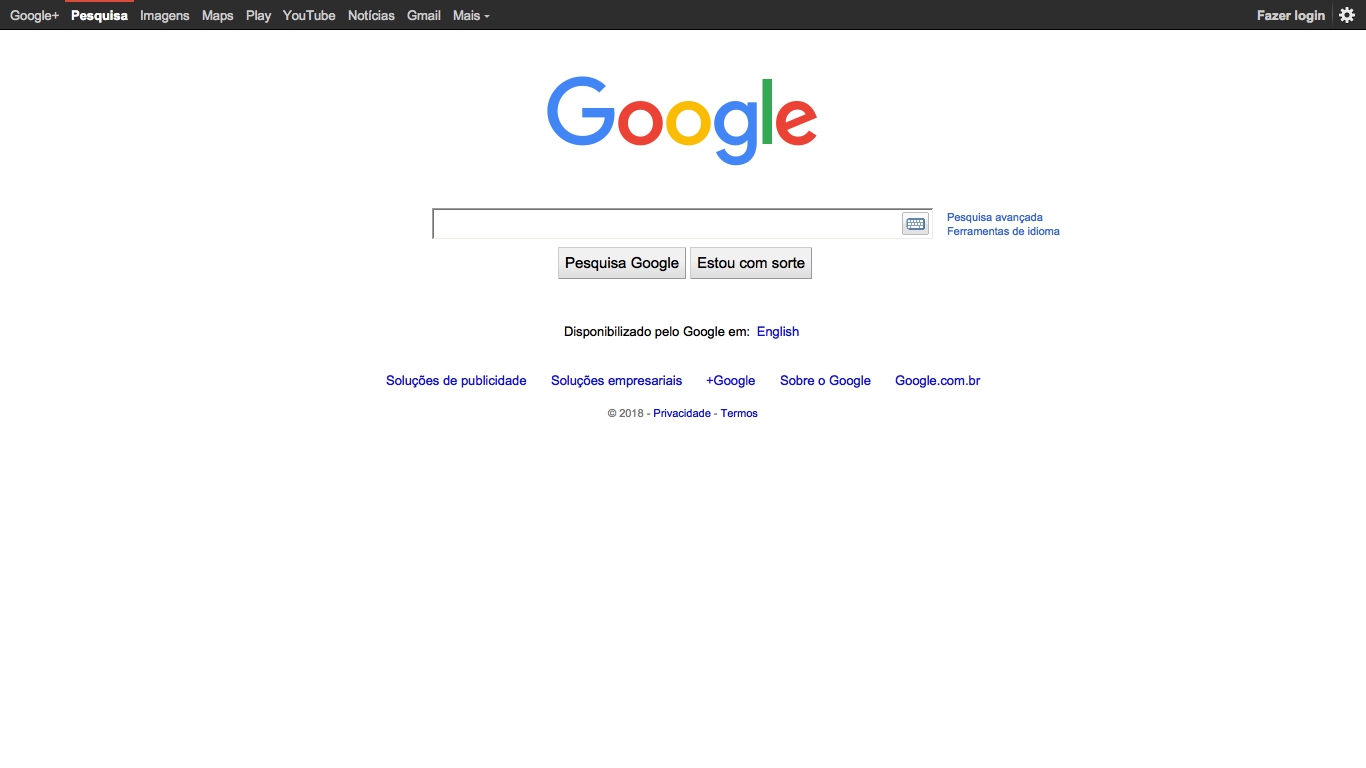 Google+ Pesquisa Imagens Maps Play YouTube Notícias Gmail Mais Fazer login
Google
Pesquisa avançada
Ferramentas de idioma
Pesquisa Google Estou com sorte
Disponibilizado pelo Google em: English
Soluções de publicidade Soluções empresariais +Google Sobre o Google Google.com.br
© 2018 - Privacidade - Termos